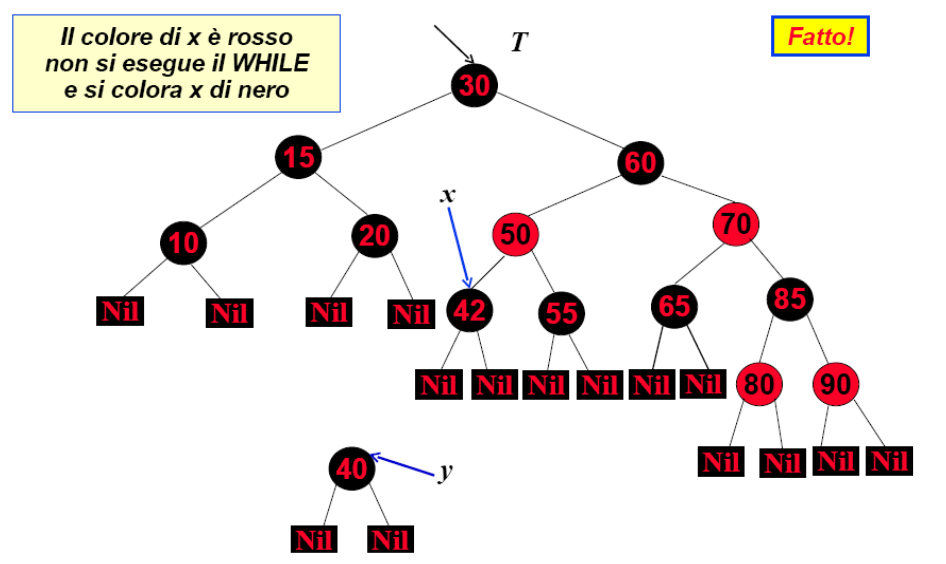 Il colore di x è rosso
non si esegue il WHILE
e si colora x di nero
Fatto!
T
30
15
60
x
10
20
50
70
Nil
Nil
Nil
Nil
42
55
65
85
Nil
Nil
Nil
Nil
Nil
Nil
80
90
Nil
Nil
Nil
Nil
40
y
Nil
Nil